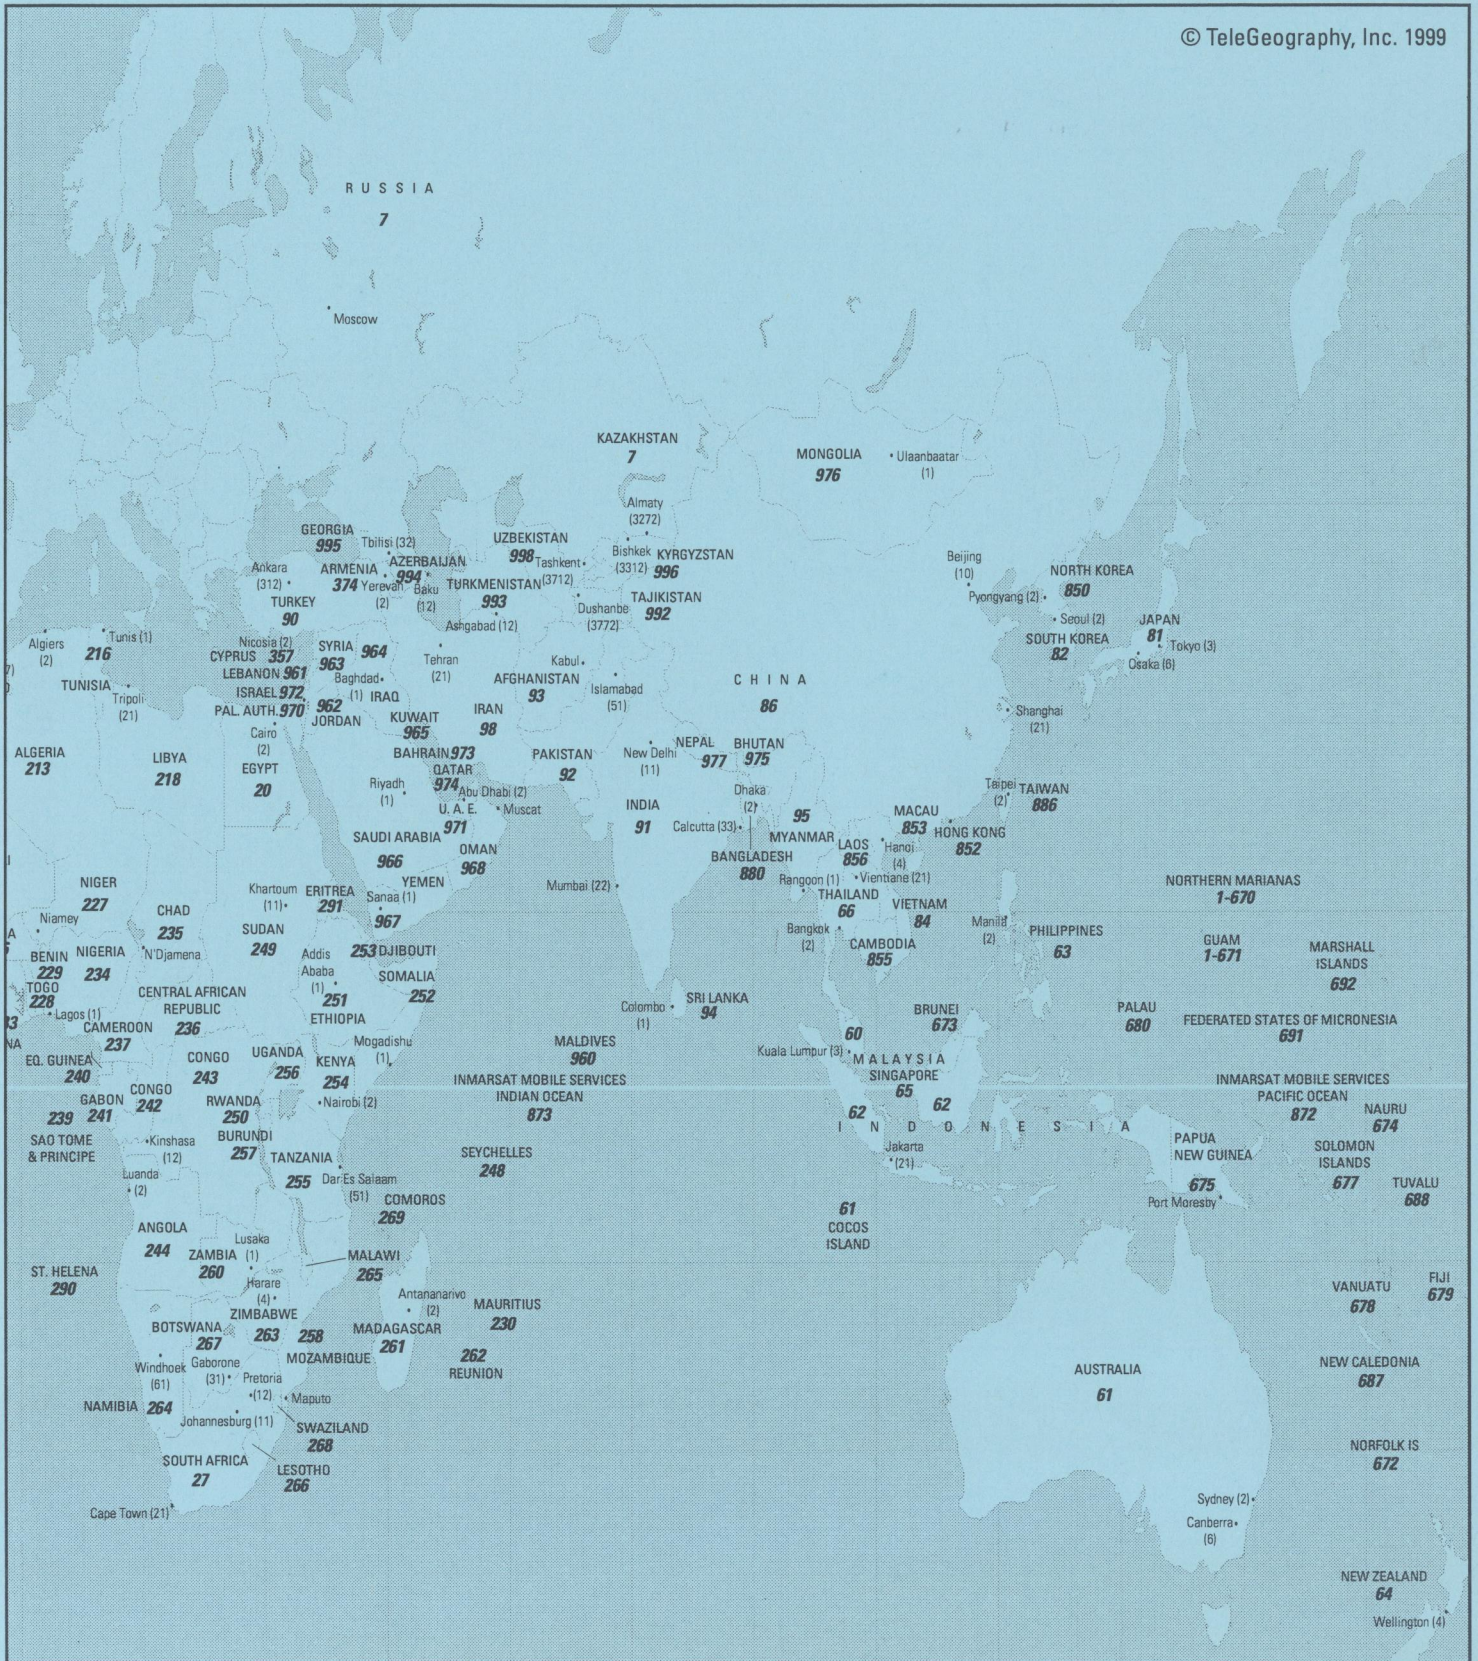 © TeleGeography, Inc. 1999
RUSSIA
7
Moscow
KAZAKHSTAN
7
Almaty
(3272)
MONGOLIA
976
Ulaanbaatar
(1)
GEORGIA
995
Tbilisi (32)
UZBEKISTAN
998
Tashkent
(3712)
Bishkek
(3312)
KYRGYZSTAN
996
Ankara
(312)
ARMENIA
374
Yerevan
(2)
AZERBAIJAN
994
Baku
(12)
TURKMENISTAN
993
Ashgabad (12)
TAJIKISTAN
992
Dushanbe
(3772)
TURKEY
90
Beijing
(10)
NORTH KOREA
850
Pyongyang (2)
Seoul (2)
SOUTH KOREA
82
JAPAN
81
Tokyo (3)
Osaka (6)
Algiers
(2)
Tunis (1)
216
TUNISIA
Tripoli
(21)
Nicosia (2)
CYPRUS 357
LEBANON 961
ISRAEL 972
PAL. AUTH. 970
SYRIA
963
964
Baghdad
(1)
IRAQ
962
JORDAN
Tehran
(21)
IRAN
98
Kabul
AFGHANISTAN
93
Islamabad
(51)
CHINA
86
Shanghai
(21)
Cairo
(2)
EGYPT
20
KUWAIT
965
BAHRAIN 973
QATAR
974
Abu Dhabi (2)
U. A. E.
971
Muscat
OMAN
968
Riyadh
(1)
SAUDI ARABIA
966
ALGERIA
213
LIBYA
218
PAKISTAN
92
New Delhi
(11)
NEPAL
977
BHUTAN
975
INDIA
91
Dhaka
(2)
Calcutta (33)
BANGLADESH
880
95
MYANMAR
Rangoon (1)
Taipei
(2)
TAIWAN
886
MACAU
853
HONG KONG
852
LAOS
856
Hanoi
(4)
Vientiane (21)
THAILAND
66
VIETNAM
84
Bangkok
(2)
CAMBODIA
855
Mumbai (22)
Manila
(2)
PHILIPPINES
63
NORTHERN MARIANAS
1-670
GUAM
1-671
MARSHALL
ISLANDS
692
PALAU
680
FEDERATED STATES OF MICRONESIA
691
NIGER
227
Niamey
CHAD
235
N'Djamena
Khartoum
(11)
ERITREA
291
SUDAN
249
YEMEN
Sanaa (1)
967
253 DJIBOUTI
SOMALIA
252
Addis
Ababa
(1)
251
ETHIOPIA
BENIN
229
NIGERIA
234
TOGO
228
Lagos (1)
CENTRAL AFRICAN
REPUBLIC
236
CAMEROON
237
EQ. GUINEA
240
CONGO
243
UGANDA
256
KENYA
254
Mogadishu
(1)
Nairobi (2)
GABON
241
CONGO
242
RWANDA
250
239
SAO TOME
& PRINCIPE
Kinshasa
(12)
BURUNDI
257
TANZANIA
255
Dar Es Salaam
(51)
Luanda
(2)
COMOROS
269
Colombo
(1)
SRI LANKA
94
MALDIVES
960
INMARSAT MOBILE SERVICES
INDIAN OCEAN
873
SEYCHELLES
248
BRUNEI
673
60
Kuala Lumpur (3)
MALAYSIA
SINGAPORE
65
62
62
INDONESIA
Jakarta
(21)
61
COCOS
ISLAND
INMARSAT MOBILE SERVICES
PACIFIC OCEAN
872
NAURU
674
PAPUA
NEW GUINEA
675
Port Moresby
SOLOMON
ISLANDS
677
TUVALU
688
ANGOLA
244
ZAMBIA
260
Lusaka
(1)
MALAWI
265
ST. HELENA
290
Harare
(4)
ZIMBABWE
263
258
MOZAMBIQUE
Antananarivo
(2)
MADAGASCAR
261
MAURITIUS
230
262
REUNION
BOTSWANA
267
Windhoek
(61)
Gaborone
(31)
Pretoria
(12)
Maputo
NAMIBIA 264
Johannesburg (11)
SWAZILAND
268
SOUTH AFRICA
27
LESOTHO
266
Cape Town (21)
VANUATU
678
FIJI
679
AUSTRALIA
61
NEW CALEDONIA
687
NORFOLK IS
672
Sydney (2)
Canberra
(6)
NEW ZEALAND
64
Wellington (4)